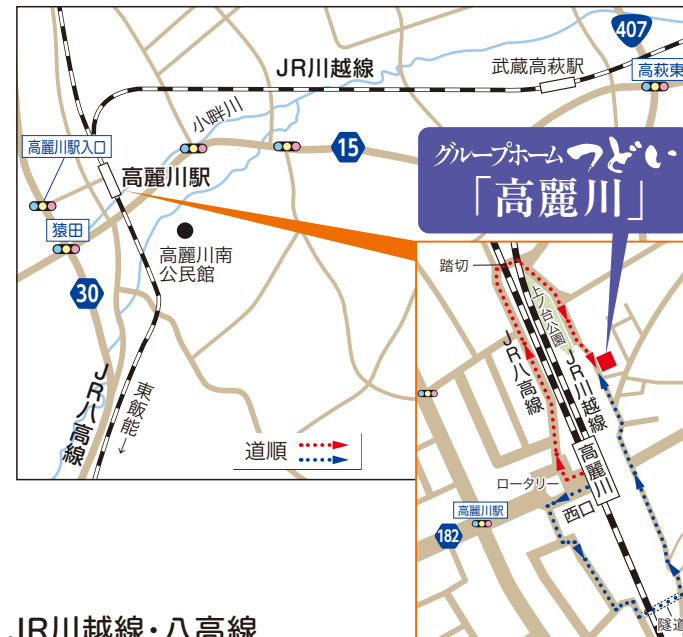 407
JR川越線
武蔵高萩駅
高萩東
小畔川
高麗川駅入口
15
高麗川駅
グループホーム つどい
「高麗川」
猿田
高麗川南
公民館
30
JR八高線
東飯能→
道順
踏切
上ノ台公園
JR八高線
JR川越線
高麗川
ロータリー
西口
高麗川駅
182
隧道
JR川越線・八高線